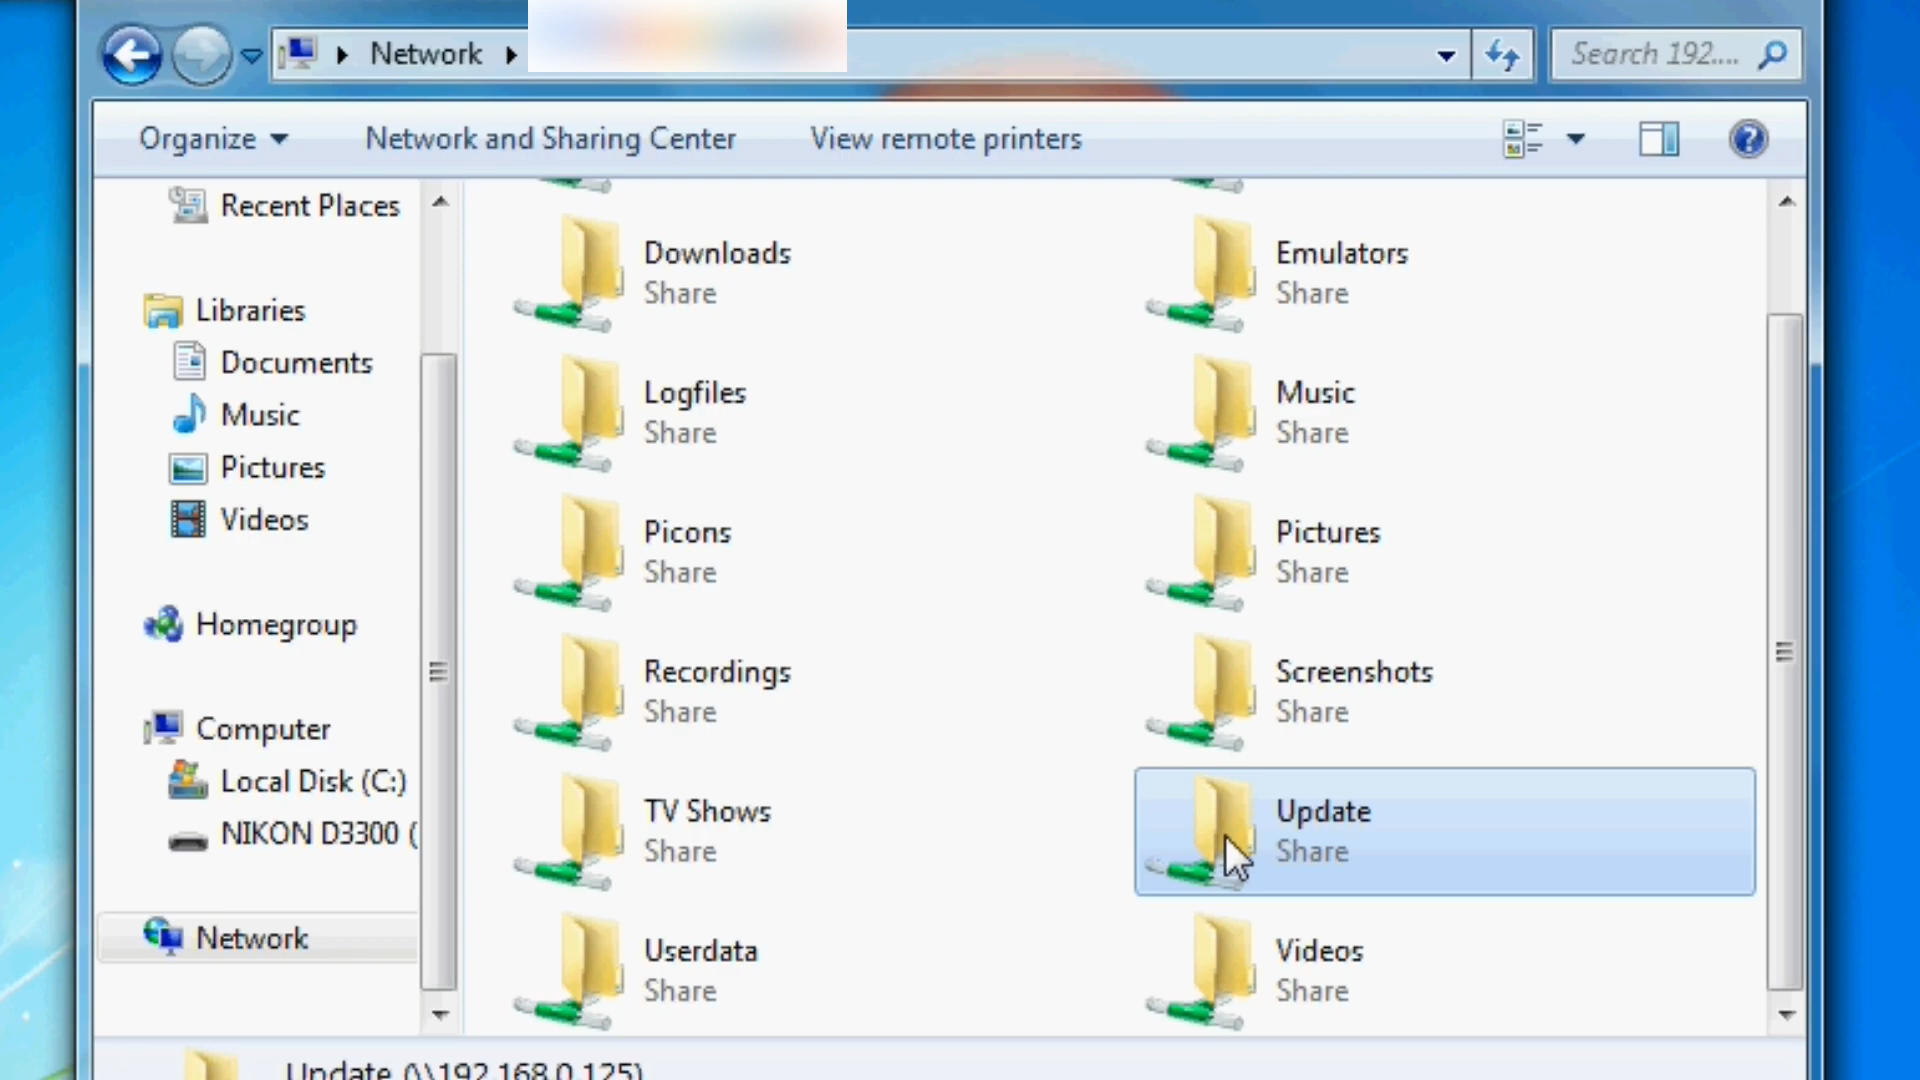 Network
Search 192....
Organize
Network and Sharing Center
View remote printers
Recent Places
Libraries
Documents
Music
Pictures
Videos
Homegroup
Computer
Local Disk (C:)
NIKON D3300 (
Network
Downloads
Share
Emulators
Share
Logfiles
Share
Music
Share
Picons
Share
Pictures
Share
Recordings
Share
Screenshots
Share
TV Shows
Share
Update
Share
Userdata
Share
Videos
Share
Update (\\192.168.0.125)